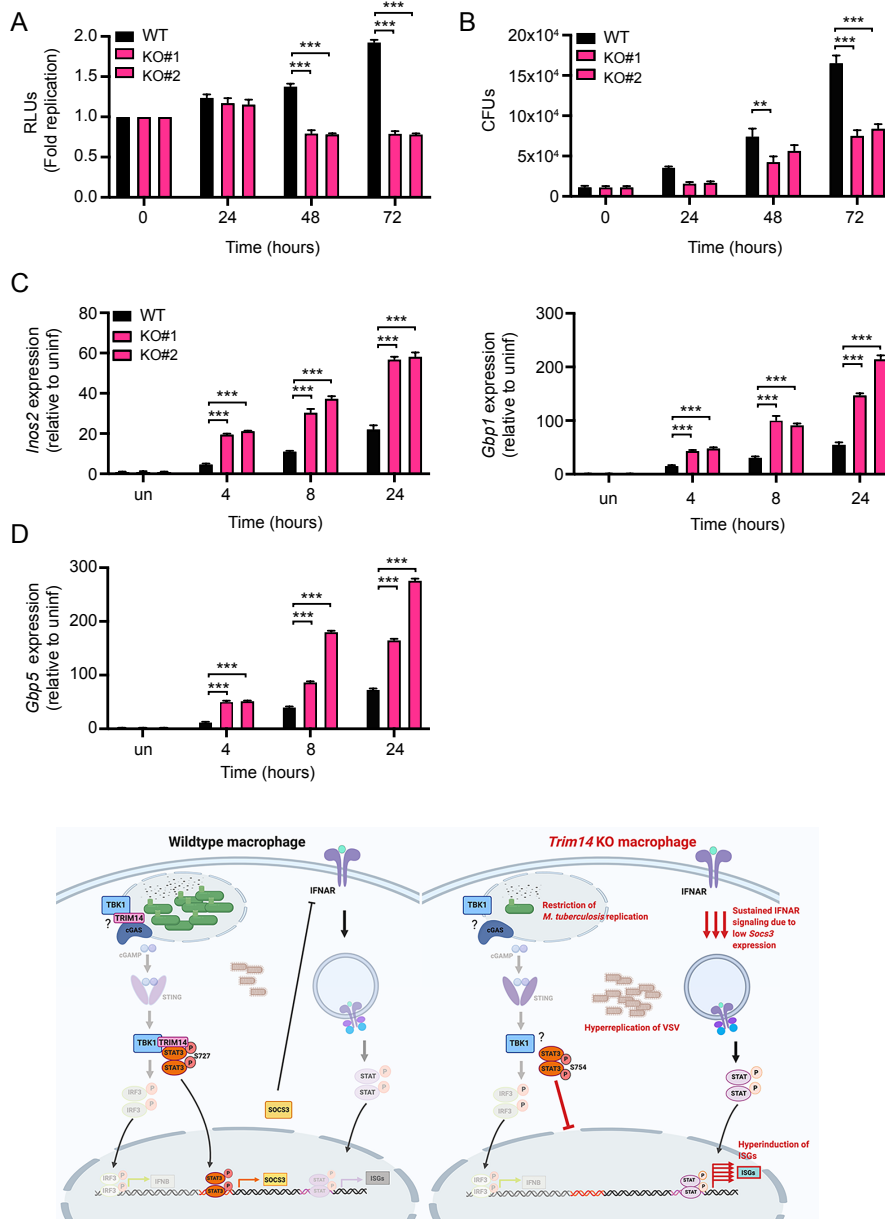 A
RLUs
(Fold replication)
2.0
1.5
1.0
0.5
0.0
WT
KO#1
KO#2
***
***
***
***
0
24
48
72
Time (hours)
B
CFUs
20x10⁴
15x10⁴
10x10⁴
5x10⁴
0
WT
KO#1
KO#2
**
***
***
0
24
48
72
Time (hours)
C
Inos2 expression
(relative to uninf)
80
60
40
20
0
WT
KO#1
KO#2
***
***
***
***
***
***
un
4
8
24
Time (hours)
Gbp1 expression
(relative to uninf)
300
200
100
0
***
***
***
***
***
***
un
4
8
24
Time (hours)
D
Gbp5 expression
(relative to uninf)
300
200
100
0
***
***
***
***
***
***
un
4
8
24
Time (hours)
Wildtype macrophage
IFNAR
TBK1
TRIM14
?
cGAS
cGAMP
STING
TBK1
TRIM14
STAT3
P
STAT3
P
S727
IRF3
P
IRF3
P
STAT
P
STAT
P
SOCS3
IRF3
P
IRF3
P
IFNB
STAT3
P
STAT3
P
SOCS3
STAT
P
STAT
P
ISGs
Trim14 KO macrophage
IFNAR
TBK1
?
cGAS
cGAMP
Restriction of
M. tuberculosis replication
Sustained IFNAR
signaling due to
low Socs3
expression
STING
Hyperreplication of VSV
TBK1
?
STAT3
P
STAT3
P
S754
IRF3
P
IRF3
P
STAT
P
STAT
P
Hyperinduction of
ISGs
IRF3
P
IRF3
P
IFNB
STAT
P
STAT
P
ISGs